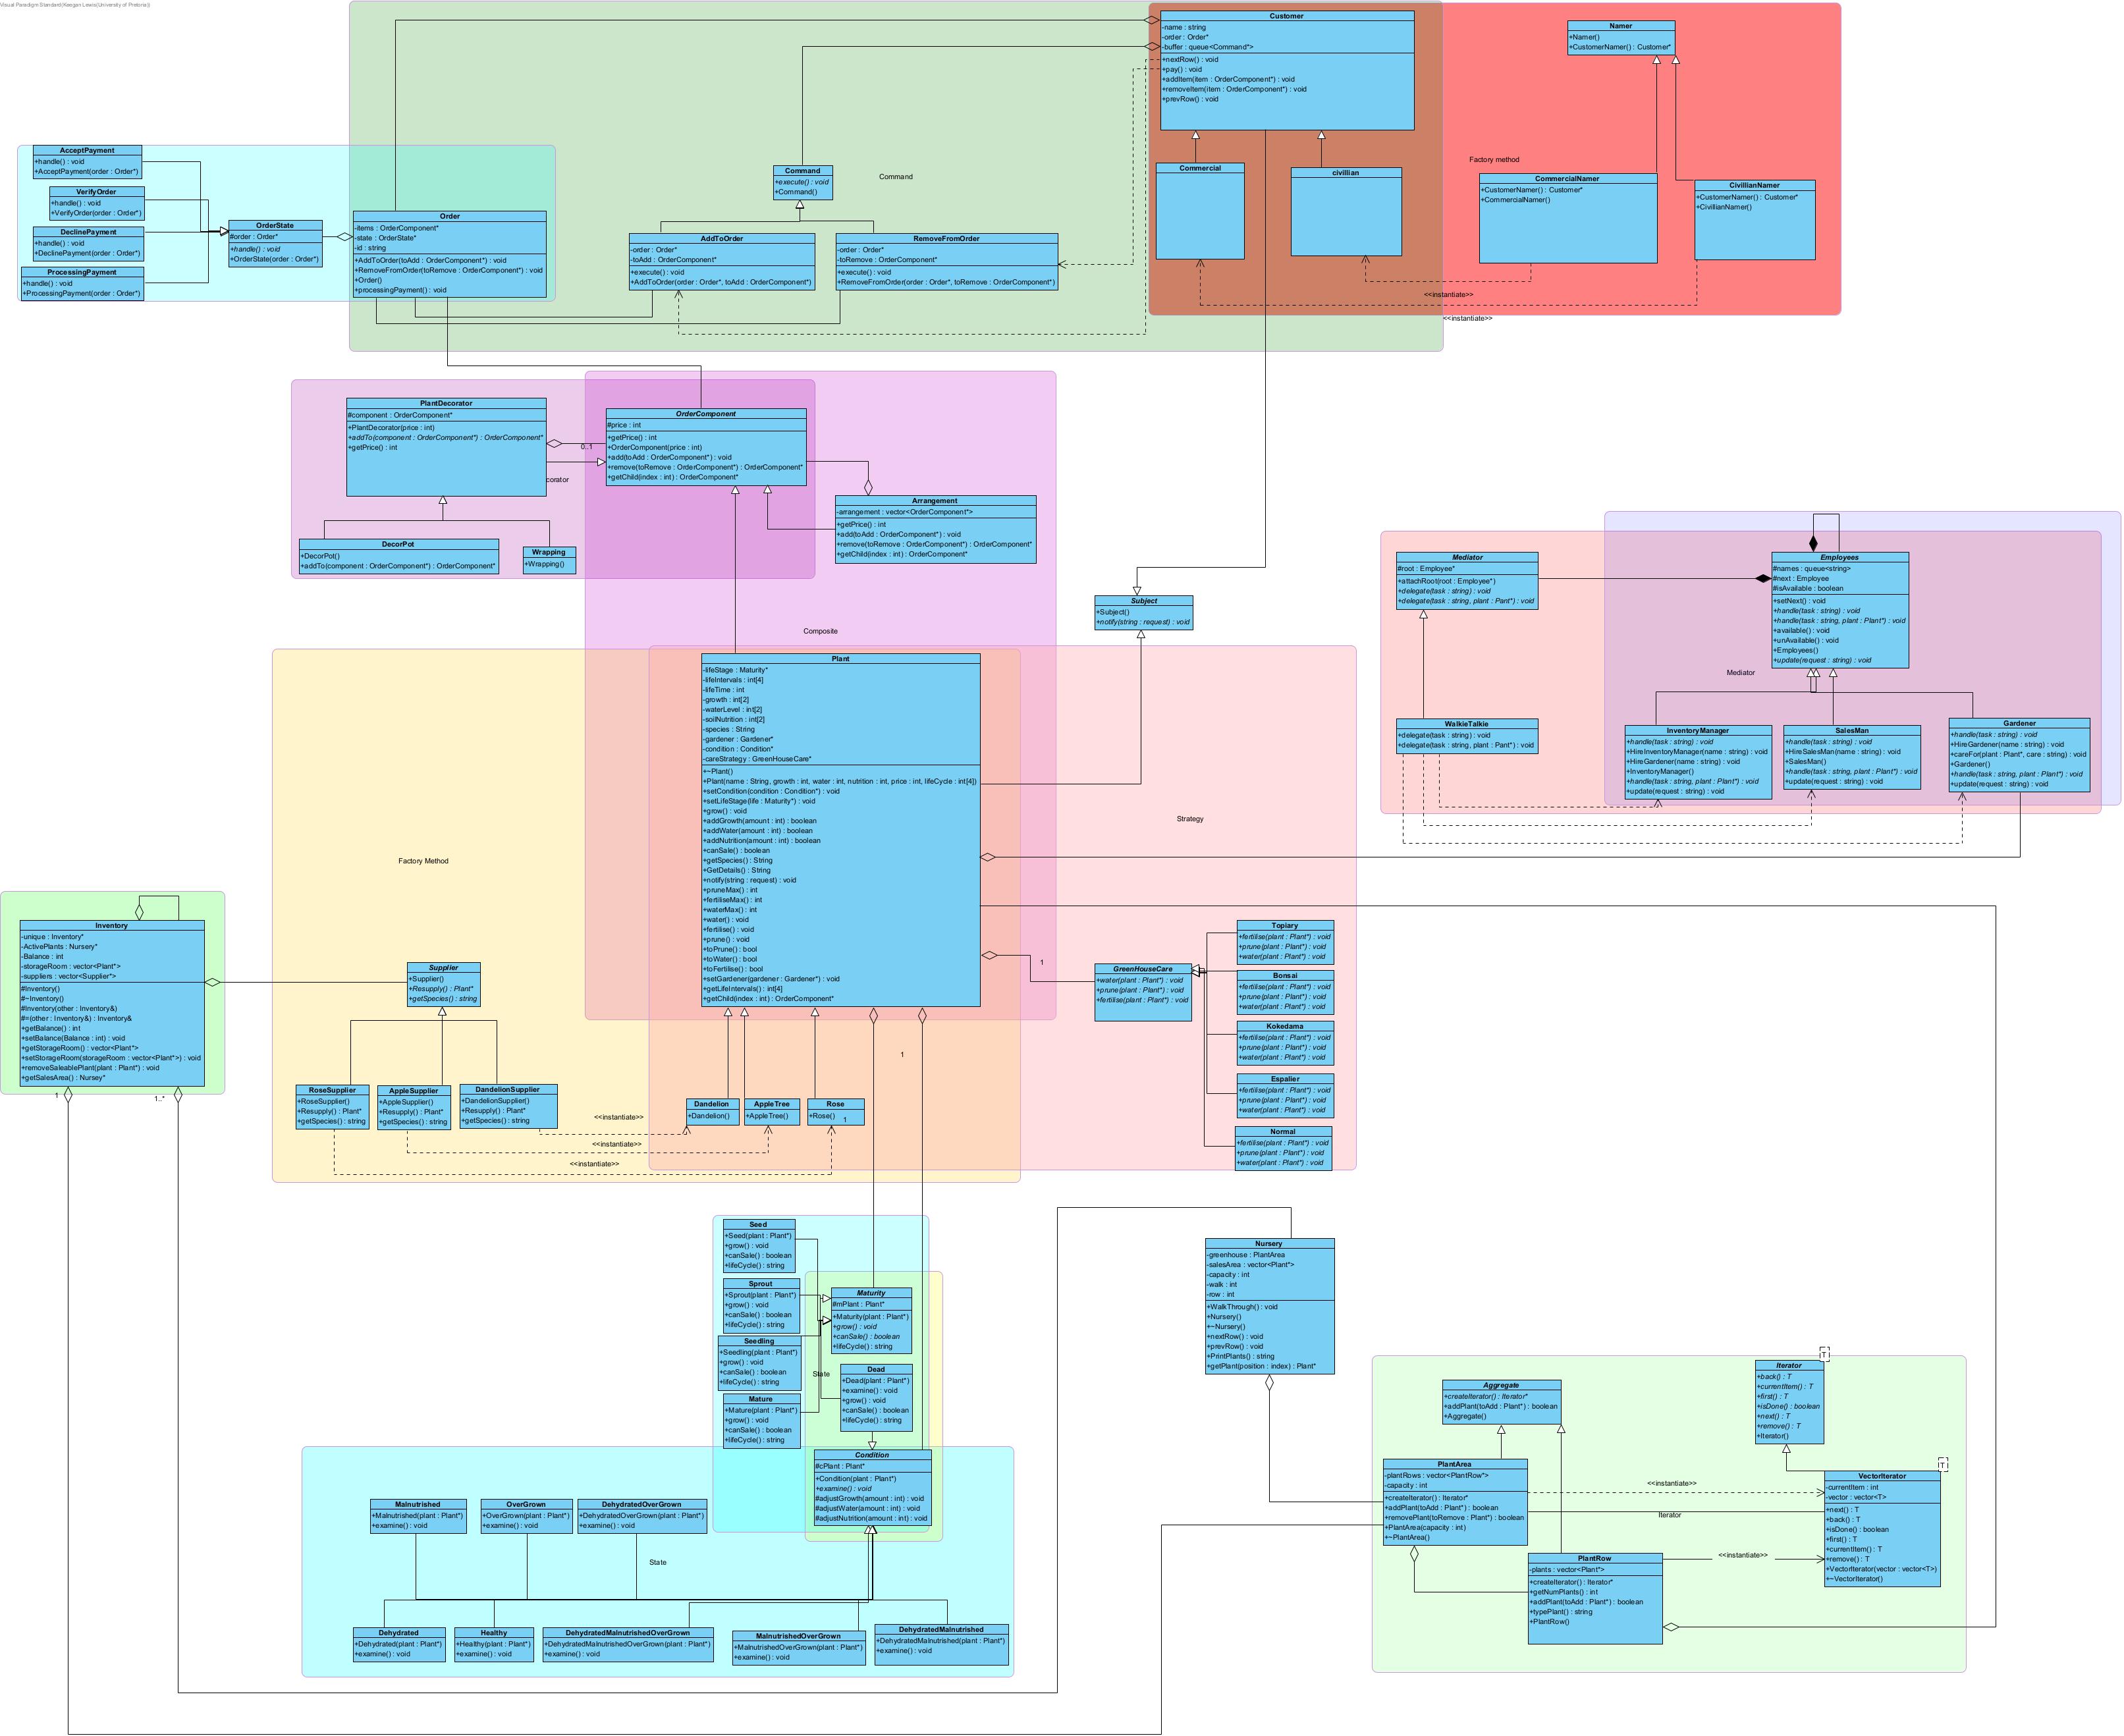 Visual Paradigm Standard(Keegan Lewis(University of Pretoria))
Customer
-name : string
-order : Order*
-buffer : queue<Command*>
+nextRow() : void
+pay() : void
+addItem(item : OrderComponent*) : void
+removeItem(item : OrderComponent*) : void
+prevRow() : void
Namer
+Namer()
+CustomerNamer() : Customer*
Factory method
Commercial
civillian
CommercialNamer
+CustomerNamer() : Customer*
+CommercialNamer()
CivillianNamer
+CustomerNamer() : Customer*
+CivillianNamer()
<<instantiate>>
<<instantiate>>
AcceptPayment
+handle() : void
+AcceptPayment(order : Order*)
VerifyOrder
+handle() : void
+VerifyOrder(order : Order*)
DeclinePayment
+handle() : void
+DeclinePayment(order : Order*)
ProcessingPayment
+handle() : void
+ProcessingPayment(order : Order*)
OrderState
#order : Order*
+handle() : void
+OrderState(order : Order*)
Order
-items : OrderComponent*
-state : OrderState*
-id : string
+AddToOrder(toAdd : OrderComponent*) : void
+RemoveFromOrder(toRemove : OrderComponent*) : void
+Order()
+processingPayment() : void
Command
+execute() : void
+Command()
Command
AddToOrder
-order : Order*
-toAdd : OrderComponent*
+execute() : void
+AddToOrder(order : Order*, toAdd : OrderComponent*)
RemoveFromOrder
-order : Order*
-toRemove : OrderComponent*
+execute() : void
+RemoveFromOrder(order : Order*, toRemove : OrderComponent*)
PlantDecorator
#component : OrderComponent*
+PlantDecorator(price : int)
+addTo(component : OrderComponent*) : OrderComponent*
+getPrice() : int
0..1
corator
OrderComponent
#price : int
+getPrice() : int
+OrderComponent(price : int)
+add(toAdd : OrderComponent*) : void
+remove(toRemove : OrderComponent*) : OrderComponent*
+getChild(index : int) : OrderComponent*
Arrangement
-arrangement : vector<OrderComponent*>
+getPrice() : int
+add(toAdd : OrderComponent*) : void
+remove(toRemove : OrderComponent*) : OrderComponent*
+getChild(index : int) : OrderComponent*
DecorPot
+DecorPot()
+addTo(component : OrderComponent*) : OrderComponent*
Wrapping
+Wrapping()
Composite
Subject
+Subject()
+notify(string : request) : void
Mediator
#root : Employee*
+attachRoot(root : Employee*)
+delegate(task : string) : void
+delegate(task : string, plant : Pant*) : void
Employees
#names : queue<string>
#next : Employee
#isAvailable : boolean
+setNext() : void
+handle(task : string) : void
+handle(task : string, plant : Plant*) : void
+available() : void
+unAvailable() : void
+Employees()
+update(request : string) : void
Mediator
WalkieTalkie
+delegate(task : string) : void
+delegate(task : string, plant : Pant*) : void
InventoryManager
+handle(task : string) : void
+HireInventoryManager(name : string) : void
+HireGardener(name : string) : void
+InventoryManager()
+handle(task : string, plant : Plant*) : void
+update(request : string) : void
SalesMan
+handle(task : string) : void
+HireSalesMan(name : string) : void
+SalesMan()
+handle(task : string, plant : Plant*) : void
+update(request : string) : void
Gardener
+handle(task : string) : void
+HireGardener(name : string) : void
+careFor(plant : Plant*, care : string) : void
+Gardener()
+handle(task : string, plant : Plant*) : void
+update(request : string) : void
Plant
-lifeStage : Maturity*
-lifeIntervals : int[4]
-lifeTime : int
-growth : int[2]
-waterLevel : int[2]
-soilNutrition : int[2]
-species : String
-gardener : Gardener*
-condition : Condition*
-careStrategy : GreenHouseCare*
+~Plant()
+Plant(name : String, growth : int, water : int, nutrition : int, price : int, lifeCycle : int[4])
+setCondition(condition : Condition*) : void
+setLifeStage(life : Maturity*) : void
+grow() : void
+addGrowth(amount : int) : boolean
+addWater(amount : int) : boolean
+addNutrition(amount : int) : boolean
+canSale() : boolean
+getSpecies() : String
+GetDetails() : String
+notify(string : request) : void
+pruneMax() : int
+fertiliseMax() : int
+waterMax() : int
+water() : void
+fertilise() : void
+prune() : void
+toPrune() : bool
+toWater() : bool
+toFertilise() : bool
+setGardener(gardener : Gardener*) : void
+getLifeIntervals() : int[4]
+getChild(index : int) : OrderComponent*
Strategy
Factory Method
Inventory
-unique : Inventory*
-ActivePlants : Nursery*
-Balance : int
-storageRoom : vector<Plant*>
-suppliers : vector<Supplier*>
#Inventory()
#~Inventory()
#Inventory(other : Inventory&)
#=(other : Inventory&) : Inventory&
+getBalance() : int
+setBalance(Balance : int) : void
+getStorageRoom() : vector<Plant*>
+setStorageRoom(storageRoom : vector<Plant*>) : void
+removeSaleablePlant(plant : Plant*) : void
+getSalesArea() : Nursey*
1
1..*
Supplier
+Supplier()
+Resupply() : Plant*
+getSpecies() : string
RoseSupplier
+RoseSupplier()
+Resupply() : Plant*
+getSpecies() : string
AppleSupplier
+AppleSupplier()
+Resupply() : Plant*
+getSpecies() : string
DandelionSupplier
+DandelionSupplier()
+Resupply() : Plant*
+getSpecies() : string
<<instantiate>>
<<instantiate>>
<<instantiate>>
Dandelion
+Dandelion()
AppleTree
+AppleTree()
Rose
+Rose()
1
1
1
GreenHouseCare
+water(plant : Plant*) : void
+prune(plant : Plant*) : void
+fertilise(plant : Plant*) : void
Topiary
+fertilise(plant : Plant*) : void
+prune(plant : Plant*) : void
+water(plant : Plant*) : void
Bonsai
+fertilise(plant : Plant*) : void
+prune(plant : Plant*) : void
+water(plant : Plant*) : void
Kokedama
+fertilise(plant : Plant*) : void
+prune(plant : Plant*) : void
+water(plant : Plant*) : void
Espalier
+fertilise(plant : Plant*) : void
+prune(plant : Plant*) : void
+water(plant : Plant*) : void
Normal
+fertilise(plant : Plant*) : void
+prune(plant : Plant*) : void
+water(plant : Plant*) : void
Seed
+Seed(plant : Plant*)
+grow() : void
+canSale() : boolean
+lifeCycle() : string
Sprout
+Sprout(plant : Plant*)
+grow() : void
+canSale() : boolean
+lifeCycle() : string
Seedling
+Seedling(plant : Plant*)
+grow() : void
+canSale() : boolean
+lifeCycle() : string
Mature
+Mature(plant : Plant*)
+grow() : void
+canSale() : boolean
+lifeCycle() : string
Maturity
#mPlant : Plant*
+Maturity(plant : Plant*)
+grow() : void
+canSale() : boolean
+lifeCycle() : string
State
Dead
+Dead(plant : Plant*)
+examine() : void
+grow() : void
+canSale() : boolean
+lifeCycle() : string
Condition
#cPlant : Plant*
+Condition(plant : Plant*)
+examine() : void
#adjustGrowth(amount : int) : void
#adjustWater(amount : int) : void
#adjustNutrition(amount : int) : void
Malnutrished
+Malnutrished(plant : Plant*)
+examine() : void
OverGrown
+OverGrown(plant : Plant*)
+examine() : void
DehydratedOverGrown
+DehydratedOverGrown(plant : Plant*)
+examine() : void
State
Dehydrated
+Dehydrated(plant : Plant*)
+examine() : void
Healthy
+Healthy(plant : Plant*)
+examine() : void
DehydratedMalnutrishedOverGrown
+DehydratedMalnutrishedOverGrown(plant : Plant*)
+examine() : void
MalnutrishedOverGrown
+MalnutrishedOverGrown(plant : Plant*)
+examine() : void
DehydratedMalnutrished
+DehydratedMalnutrished(plant : Plant*)
+examine() : void
Nursery
-greenhouse : PlantArea
-salesArea : vector<Plant*>
-capacity : int
-walk : int
-row : int
+WalkThrough() : void
+Nursery()
+~Nursery()
+nextRow() : void
+prevRow() : void
+PrintPlants() : string
+getPlant(position : index) : Plant*
Aggregate
+createIterator() : Iterator*
+addPlant(toAdd : Plant*) : boolean
+Aggregate()
T
Iterator
+back() : T
+currentItem() : T
+first() : T
+isDone() : boolean
+next() : T
+remove() : T
+Iterator()
PlantArea
-plantRows : vector<PlantRow*>
-capacity : int
+createIterator() : Iterator*
+addPlant(toAdd : Plant*) : boolean
+removePlant(toRemove : Plant*) : boolean
+PlantArea(capacity : int)
+~PlantArea()
<<instantiate>>
Iterator
<<instantiate>>
T
VectorIterator
-currentItem : int
-vector : vector<T>
+next() : T
+back() : T
+isDone() : boolean
+first() : T
+currentItem() : T
+remove() : T
+VectorIterator(vector : vector<T>)
+~VectorIterator()
PlantRow
-plants : vector<Plant*>
+createIterator() : Iterator*
+getNumPlants() : int
+addPlant(toAdd : Plant*) : boolean
+typePlant() : string
+PlantRow()